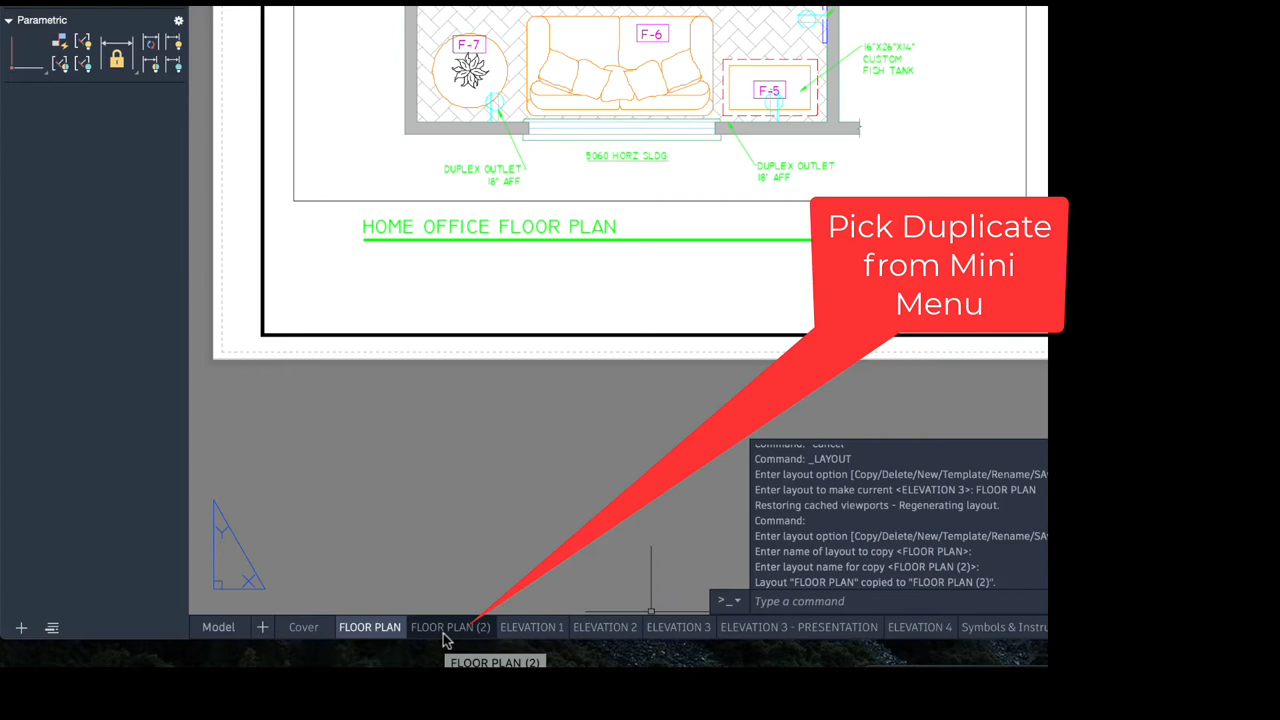 Parametric
F-7
F-6
F-5
16"X26"X14"
CUSTOM
FISH TANK
5060 HORZ SLDG
DUPLEX OUTLET
18" AFF
DUPLEX OUTLET
18" AFF
HOME OFFICE FLOOR PLAN
Pick Duplicate
from Mini
Menu
Y
X
Command: _LAYOUT
Enter layout option [Copy/Delete/New/Template/Rename/SA
Enter layout to make current <ELEVATION 3>: FLOOR PLAN
Restoring cached viewports - Regenerating layout.
Command:
Enter layout option [Copy/Delete/New/Template/Rename/SA
Enter name of layout to copy <FLOOR PLAN>:
Enter layout name for copy <FLOOR PLAN (2)>:
Layout "FLOOR PLAN" copied to "FLOOR PLAN (2)".
>_ Type a command
Model + Cover FLOOR PLAN FLOOR PLAN (2) ELEVATION 1 ELEVATION 2 ELEVATION 3 ELEVATION 3 - PRESENTATION ELEVATION 4 Symbols & Instru
FLOOR PLAN (2)